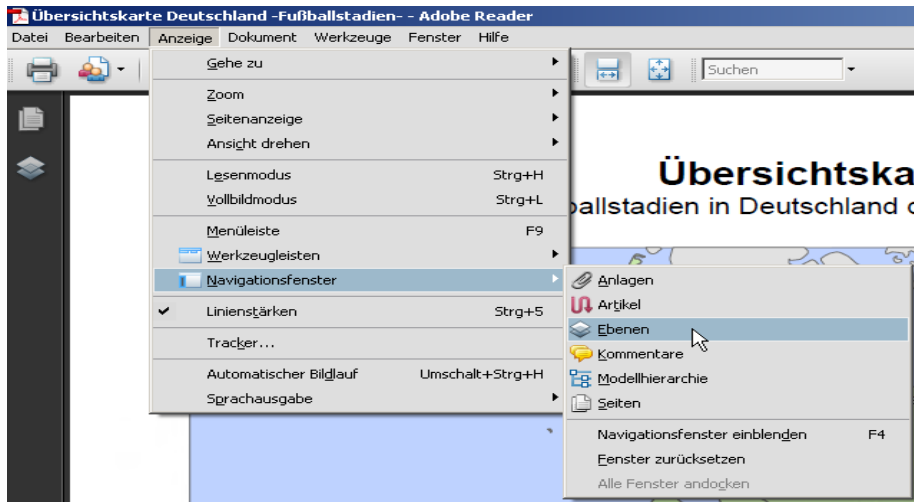 Übersichtskarte Deutschland -Fußballstadien- - Adobe Reader
Datei Bearbeiten Anzeige Dokument Werkzeuge Fenster Hilfe
Suchen
Gehe zu
Zoom
Seitenanzeige
Ansicht drehen
Lesenmodus Strg+H
Vollbildmodus Strg+L
Menüleiste F9
Werkzeugleisten
Navigationsfenster
Linienstärken Strg+5
Tracker...
Automatischer Bildlauf Umschalt+Strg+H
Sprachausgabe
Übersichtska
ballstadien in Deutschland
Anlagen
Artikel
Ebenen
Kommentare
Modellhierarchie
Seiten
Navigationsfenster einblenden F4
Fenster zurücksetzen
Alle Fenster andocken